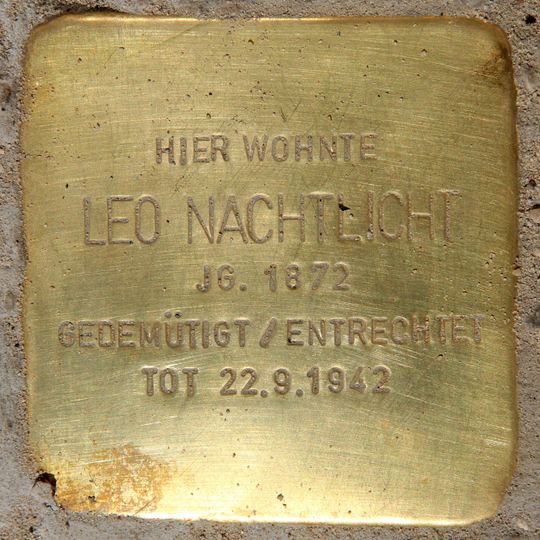 HIER WOHNTE
LEO NACHTLICHT
JG. 1872
GEDEMÜTIGT / ENTRECHTET
TOT 22.9.1942